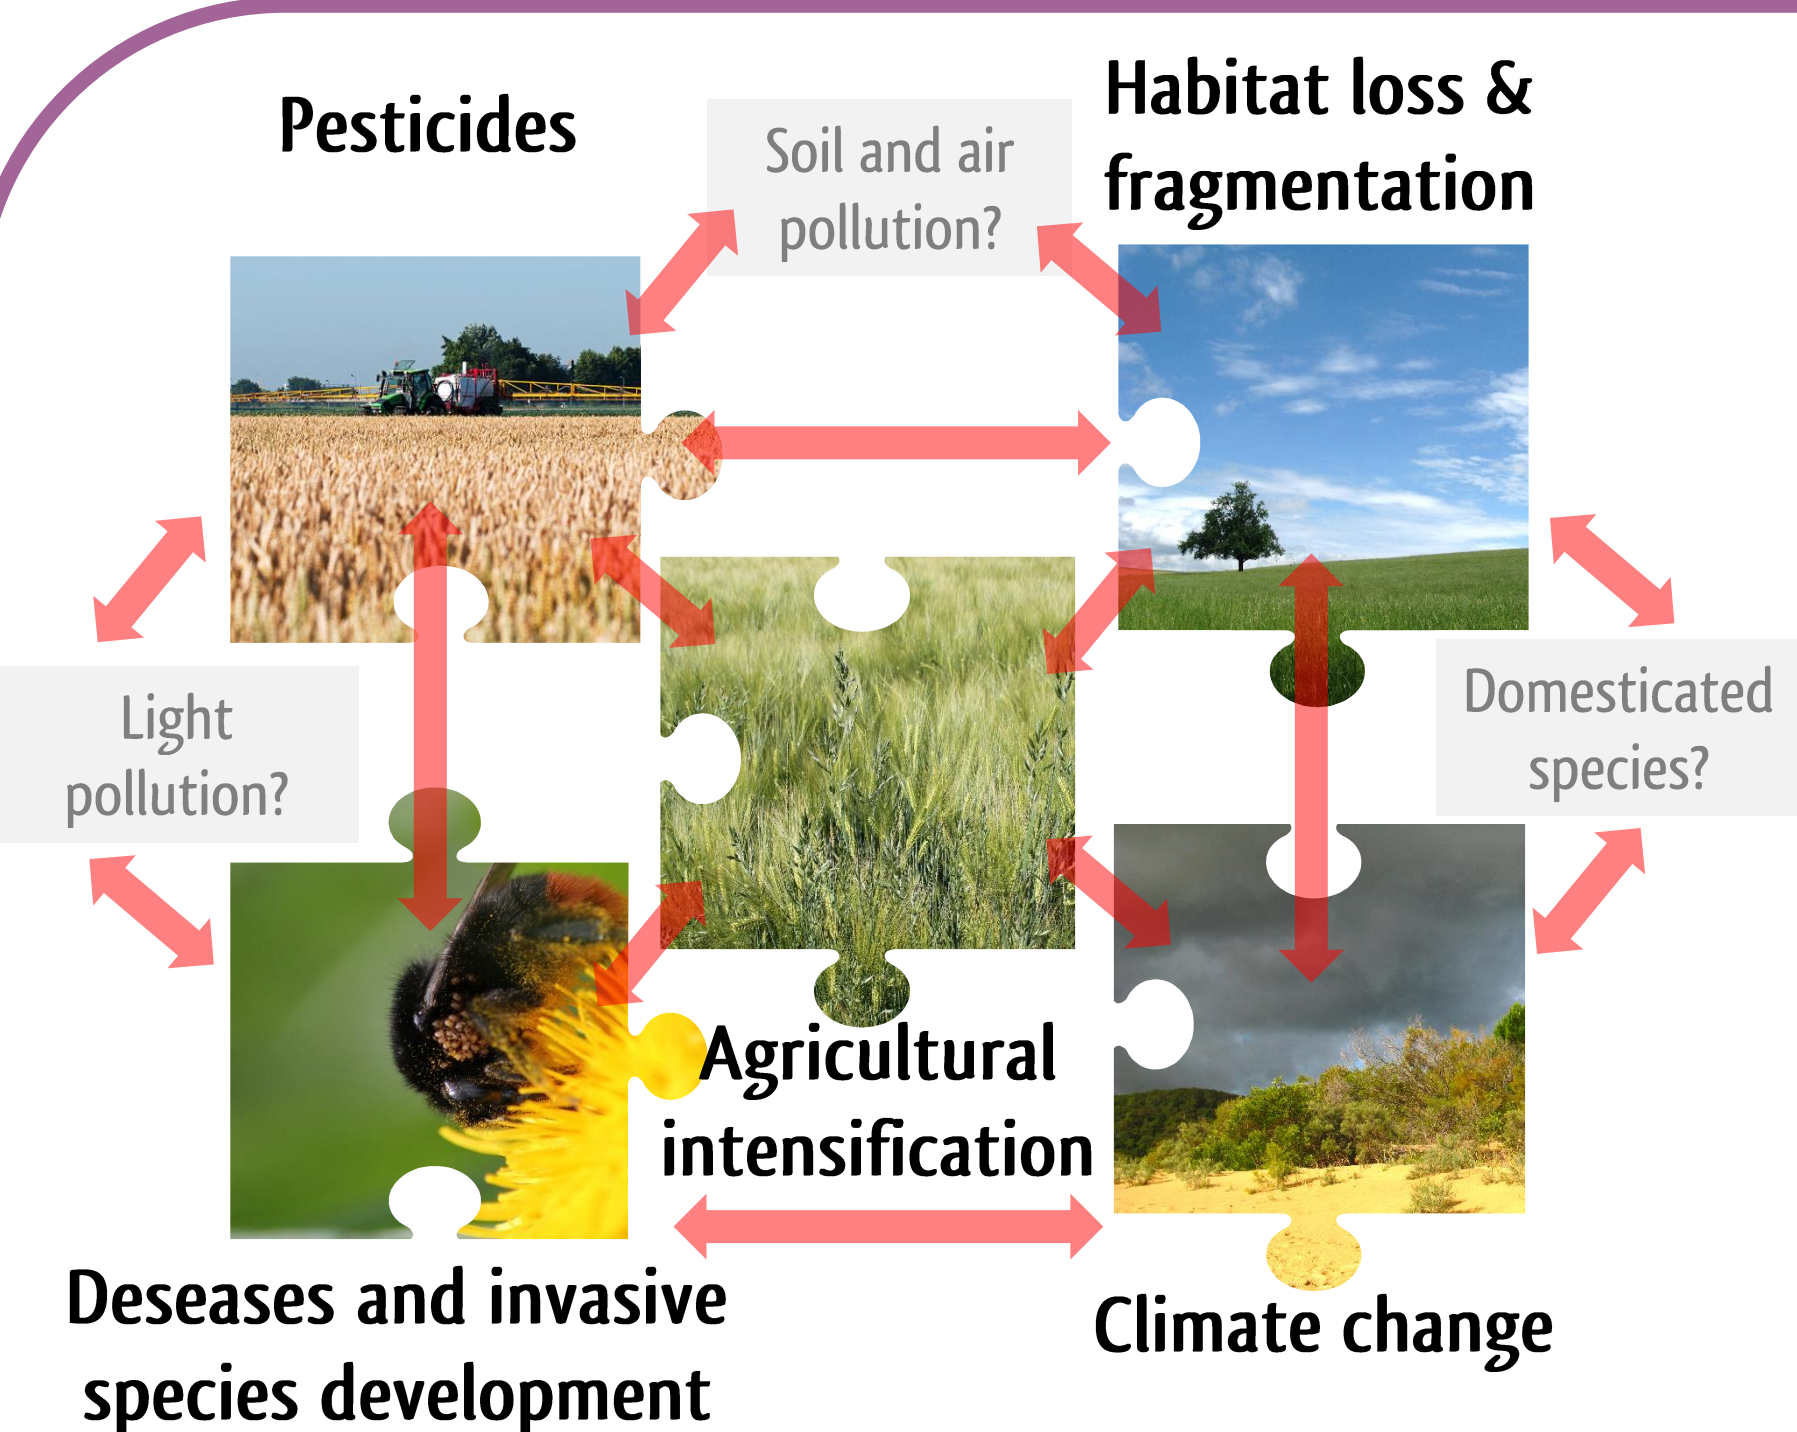 Pesticides
Soil and air
pollution?
Habitat loss &
fragmentation
Light
pollution?
Domesticated
species?
Agricultural
intensification
Deseases and invasive
species development
Climate change